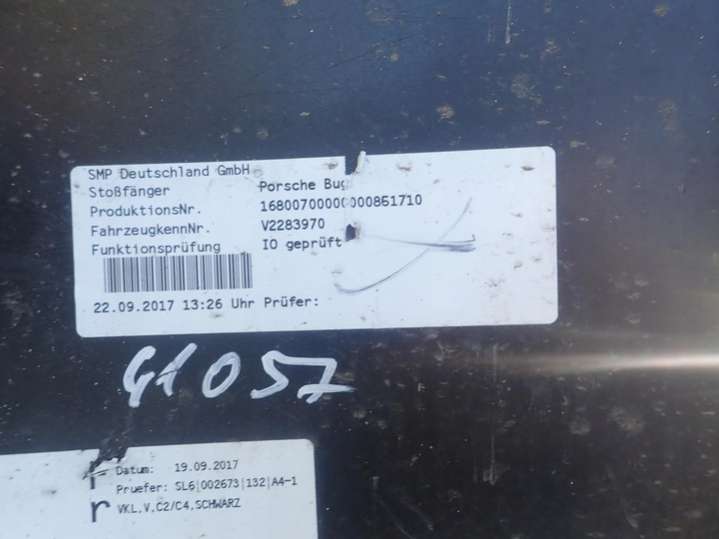 SMP Deutschland GmbH
Stoßfänger Porsche Bug
ProduktionsNr.
FahrzeugkennNr. V2283970
Funktionsprüfung IO geprüft
22.09.2017 13:26 Uhr Prüfer:
41057
Datum: 19.09.2017
Pruefer: SL6|002673|132|A4-1
r VKL,V,C2/C4,SCHWARZ